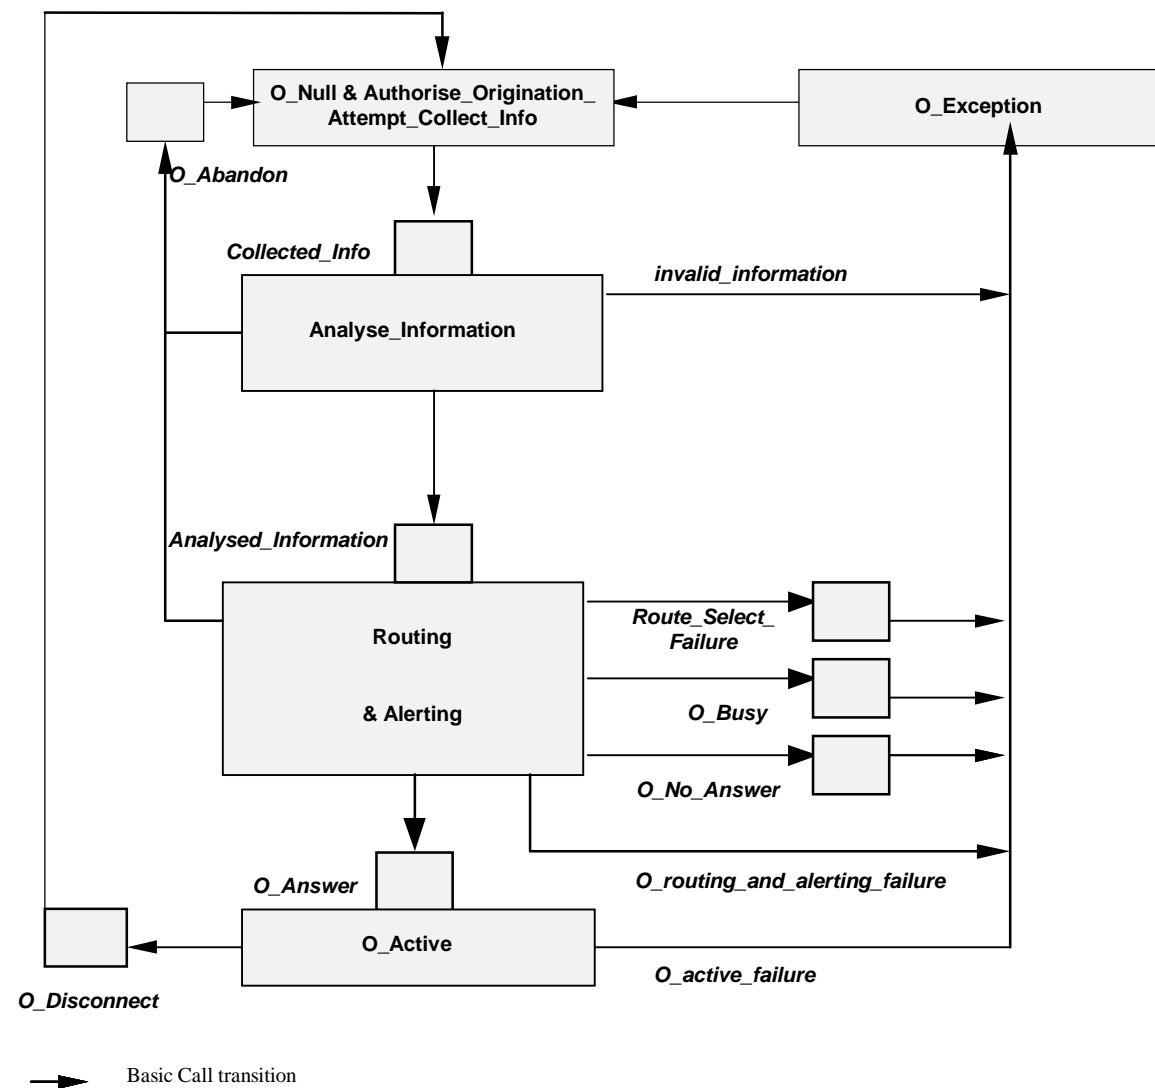 O_Null & Authorise_Origination_
Attempt_Collect_Info
O_Exception
O_Abandon
Collected_Info
invalid_information
Analyse_Information
Analysed_Information
Route_Select_
Failure
Routing
& Alerting
O_Busy
O_No_Answer
O_routing_and_alerting_failure
O_Answer
O_Active
O_active_failure
O_Disconnect
Basic Call transition